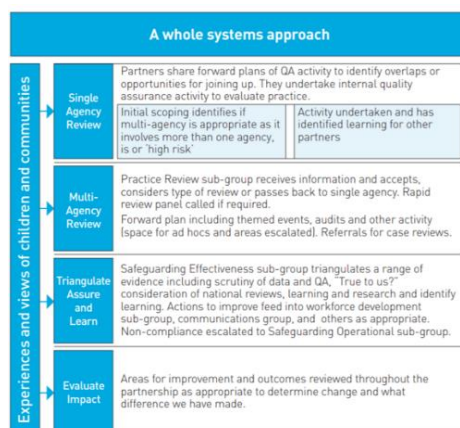 A whole systems approach
Experiences and views of children and communities
Single
Agency
Review
Partners share forward plans of QA activity to identify overlaps or
opportunities for joining up. They undertake internal quality
assurance activity to evaluate practice.
Initial scoping identifies if
multi-agency is appropriate as it
involves more than one agency,
is or 'high risk'
Activity undertaken and has
identified learning for other
partners
Multi-
Agency
Review
Practice Review sub-group receives information and accepts,
considers type of review or passes back to single agency. Rapid
review panel called if required.
Forward plan including themed events, audits and other activity
(space for ad hocs and areas escalated). Referrals for case reviews.
Triangulate
Assure
and
Learn
Safeguarding Effectiveness sub-group triangulates a range of
evidence including scrutiny of data and QA, "True to us?"
consideration of national reviews, learning and research and identify
learning. Actions to improve feed into workforce development
sub-group, communications group, and others as appropriate.
Non-compliance escalated to Safeguarding Operational sub-group.
Evaluate
Impact
Areas for improvement and outcomes reviewed throughout the
partnership as appropriate to determine change and what
difference we have made.